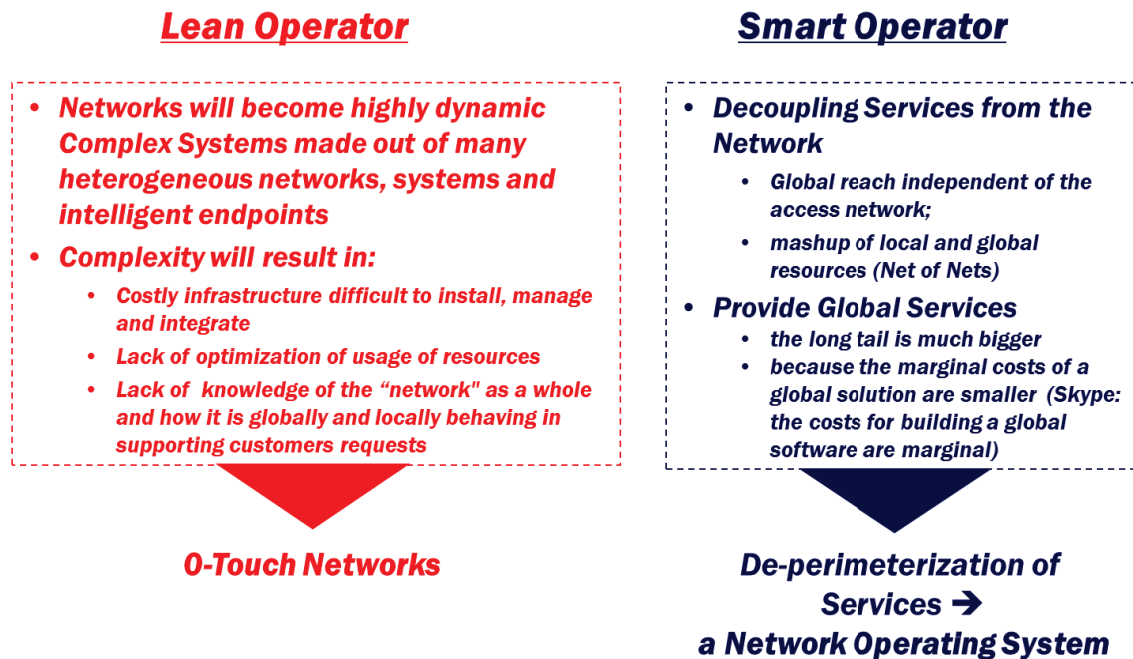 Lean Operator
• Networks will become highly dynamic
Complex Systems made out of many
heterogeneous networks, systems and
intelligent endpoints
• Complexity will result in:
• Costly infrastructure difficult to install, manage
and integrate
• Lack of optimization of usage of resources
• Lack of knowledge of the “network" as a whole
and how it is globally and locally behaving in
supporting customers requests
0-Touch Networks
Smart Operator
• Decoupling Services from the
Network
• Global reach independent of the
access network;
• mashup of local and global
resources (Net of Nets)
• Provide Global Services
• the long tail is much bigger
• because the marginal costs of a
global solution are smaller (Skype:
the costs for building a global
software are marginal)
De-perimeterization of
Services ➔
a Network Operating System